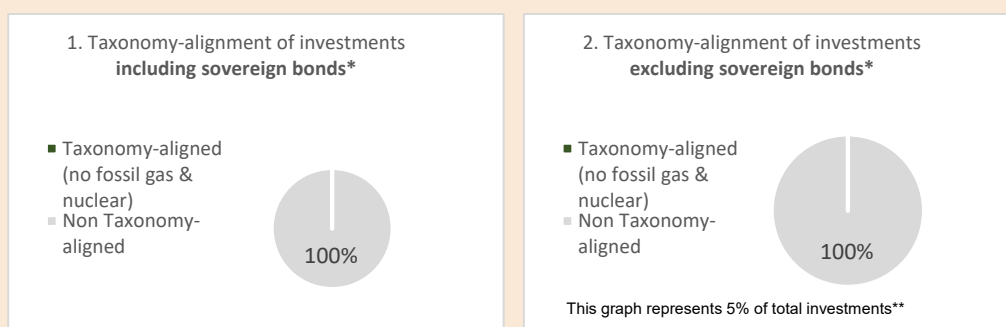 1. Taxonomy-alignment of investments
including sovereign bonds*
Taxonomy-aligned
(no fossil gas &
nuclear)
Non Taxonomy-
aligned
100%
2. Taxonomy-alignment of investments
excluding sovereign bonds*
Taxonomy-aligned
(no fossil gas &
nuclear)
Non Taxonomy-
aligned
100%
This graph represents 5% of total investments**